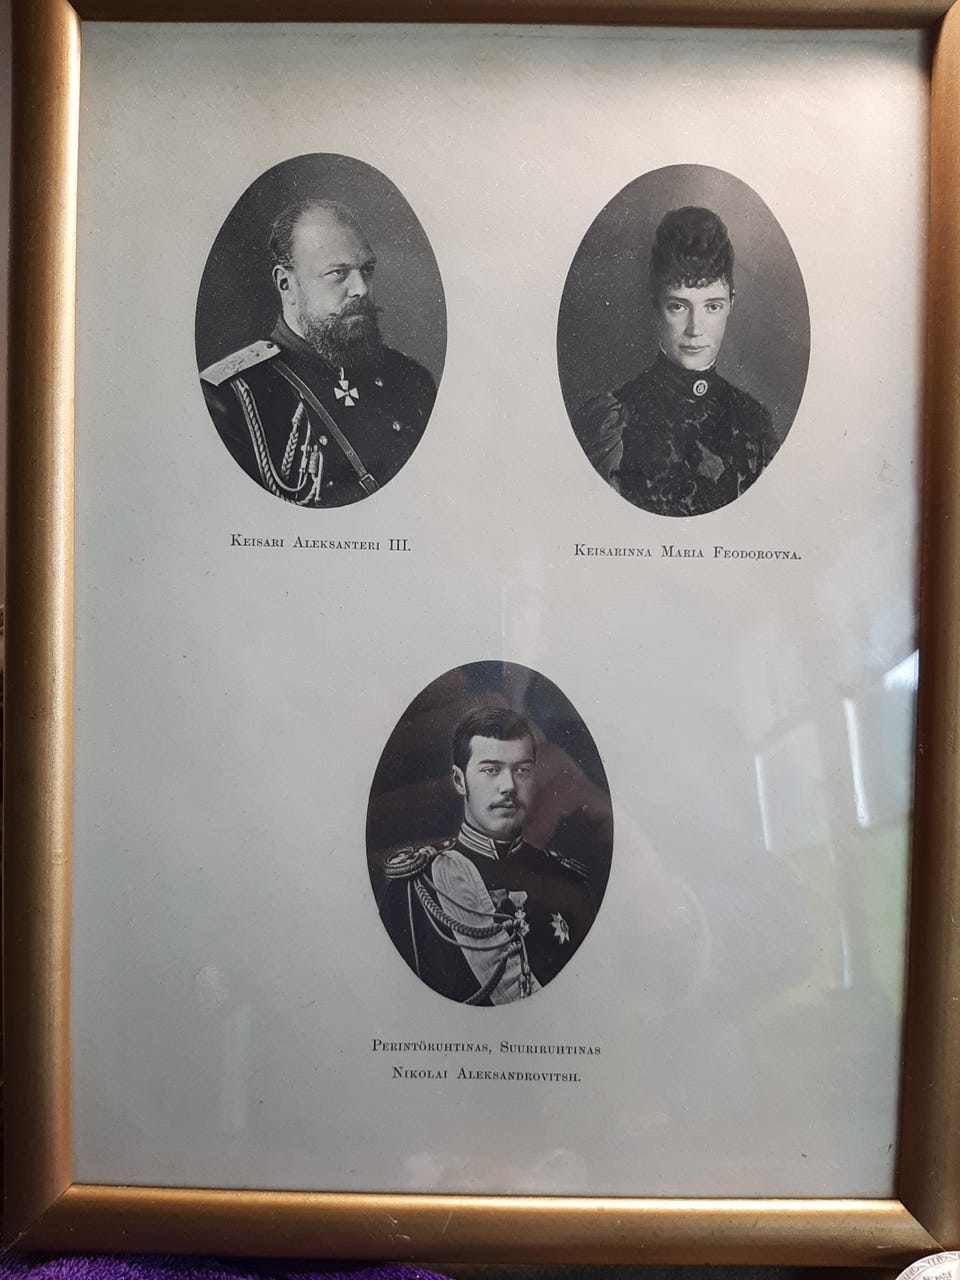 KEISARI ALEKSANTERI III.
KEISARINNA MARIA FEODOROVNA.
PERINTÖRUHTINAS, SUURIRUHTINAS
NIKOLAI ALEKSANDROVITSH.